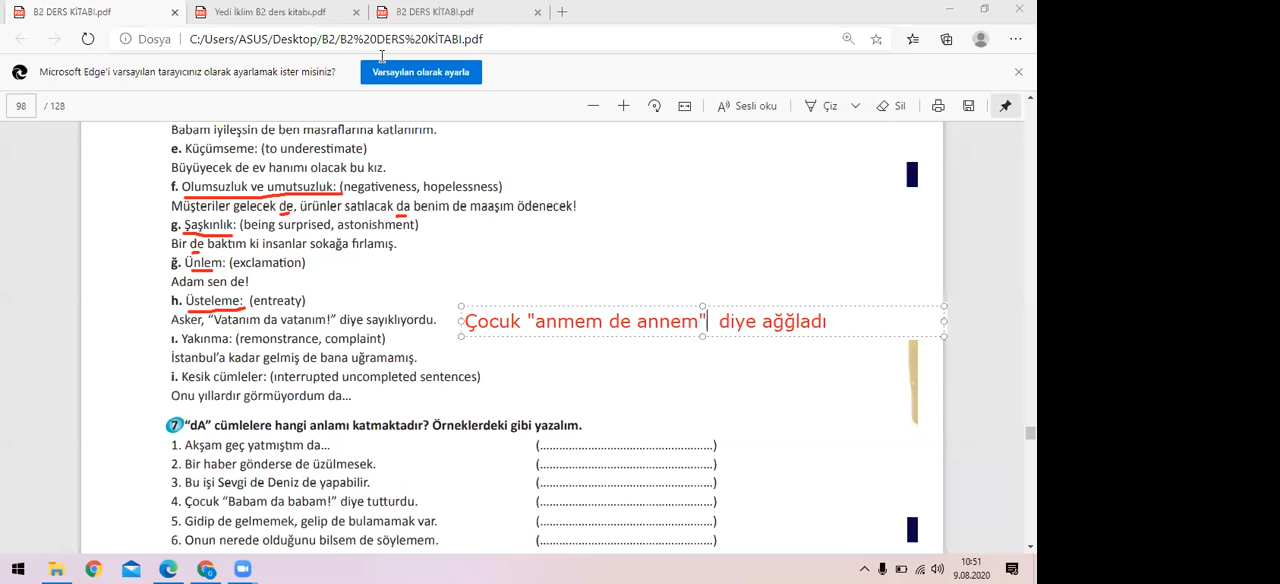 B2 DERS KİTABI.pdf
Yedi İklim B2 ders kitabı.pdf
B2 DERS KİTABI.pdf
Dosya
C:/Users/ASUS/Desktop/B2/B2%20DERS%20KİTABI.pdf
Microsoft Edge'i varsayılan tarayıcınız olarak ayarlamak ister misiniz?
Varsayılan olarak ayarla
98 / 128
Sesli oku
Çiz
Sil
Babam iyileşsin de ben masraflarına katlanırım.
e. Küçümseme: (to underestimate)
Büyüyecek de ev hanımı olacak bu kız.
f. Olumsuzluk ve umutsuzluk: (negativeness, hopelessness)
Müşteriler gelecek de, ürünler satılacak da benim de maaşım ödenecek!
g. Şaşkınlık: (being surprised, astonishment)
Bir de baktım ki insanlar sokağa fırlamış.
ğ. Ünlem: (exclamation)
Adam sen de!
h. Üsteleme: (entreaty)
Asker, “Vatanım da vatanım!” diye sayıklıyordu.
Çocuk "anmem de annem" diye ağğladı
ı. Yakınma: (remonstrance, complaint)
İstanbul’a kadar gelmiş de bana uğramamış.
i. Kesik cümleler: (ınterrupted uncompleted sentences)
Onu yıllardır görmüyordum da...
7 “dA” cümlelere hangi anlamı katmaktadır? Örneklerdeki gibi yazalım.
1. Akşam geç yatmıştım da... (......................................................)
2. Bir haber gönderse de üzülmesek. (......................................................)
3. Bu işi Sevgi de Deniz de yapabilir. (......................................................)
4. Çocuk “Babam da babam!” diye tutturdu. (......................................................)
5. Gidip de gelmemek, gelip de bulamamak var. (......................................................)
6. Onun nerede olduğunu bilsem de söylemem. (......................................................)
10:51
9.08.2020